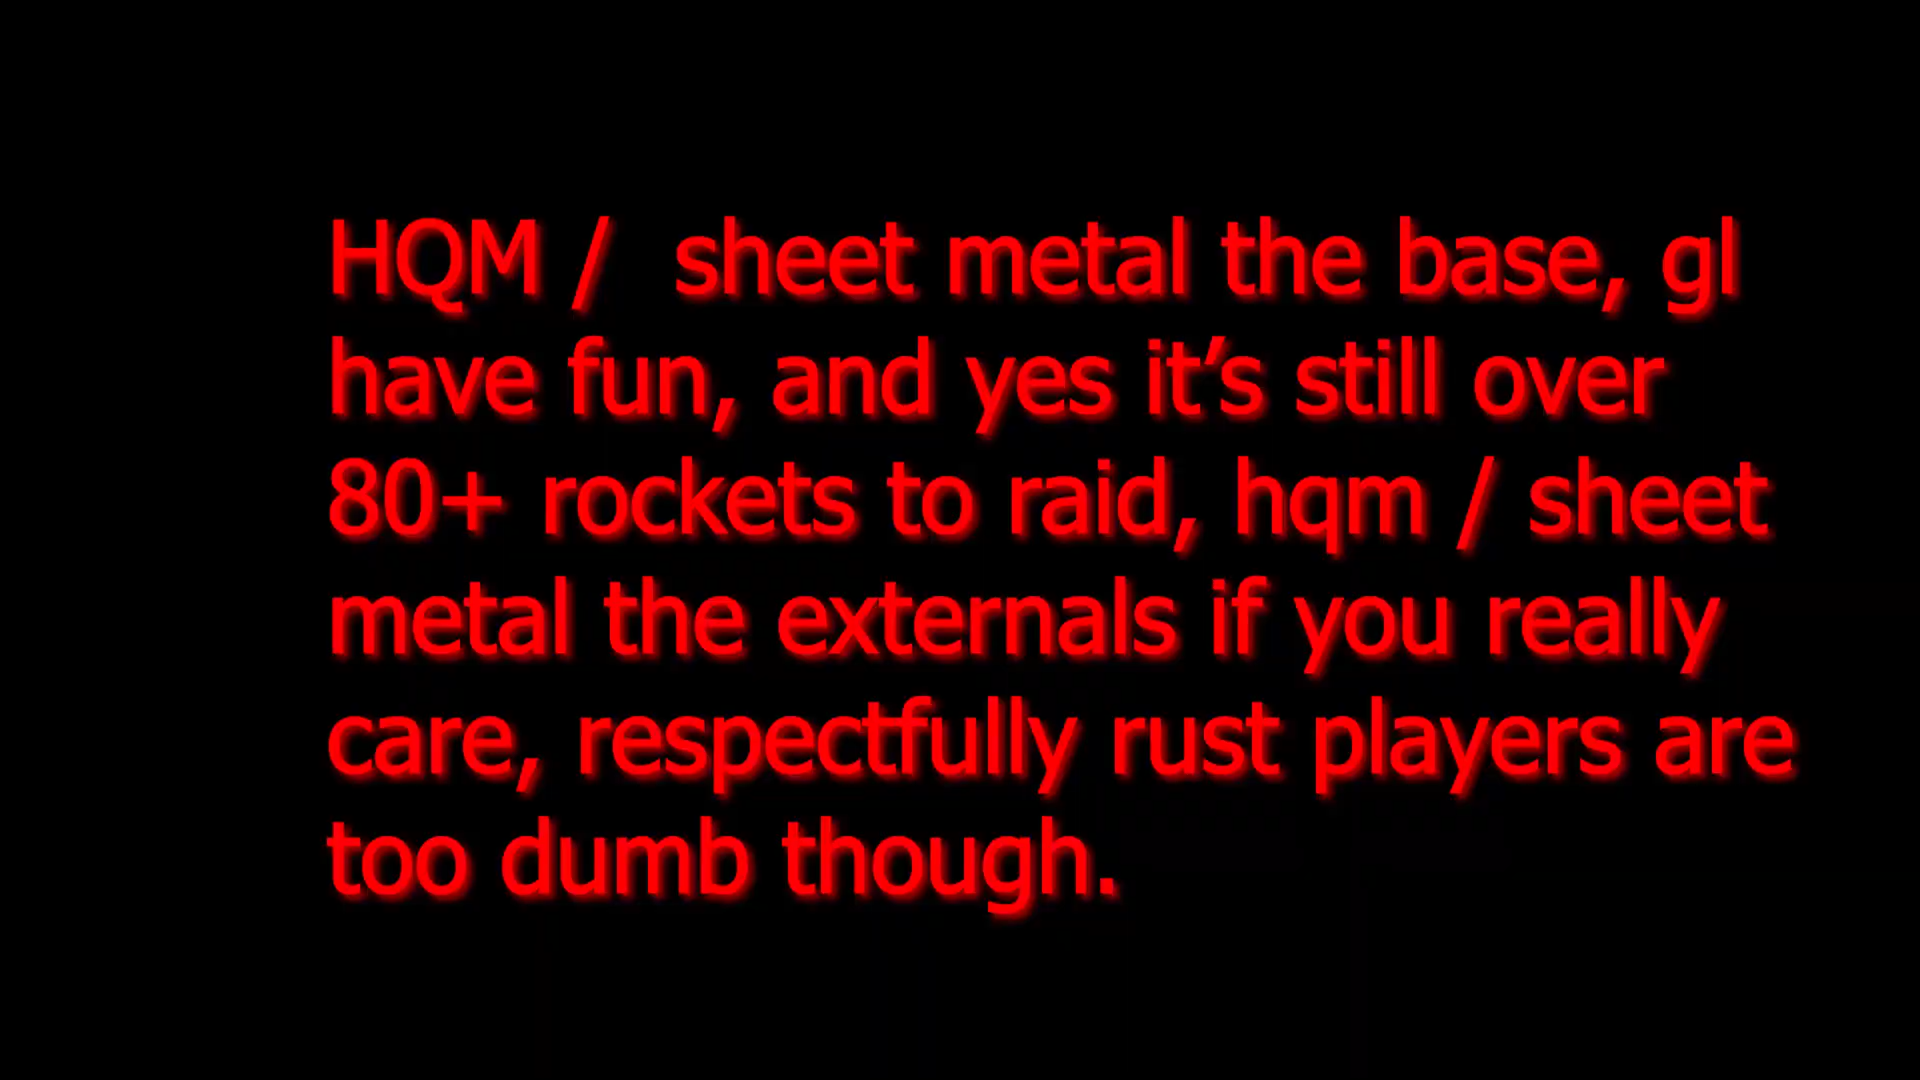 HQM /  sheet metal the base, gl
have fun, and yes it’s still over
80+ rockets to raid, hqm / sheet
metal the externals if you really
care, respectfully rust players are
too dumb though.